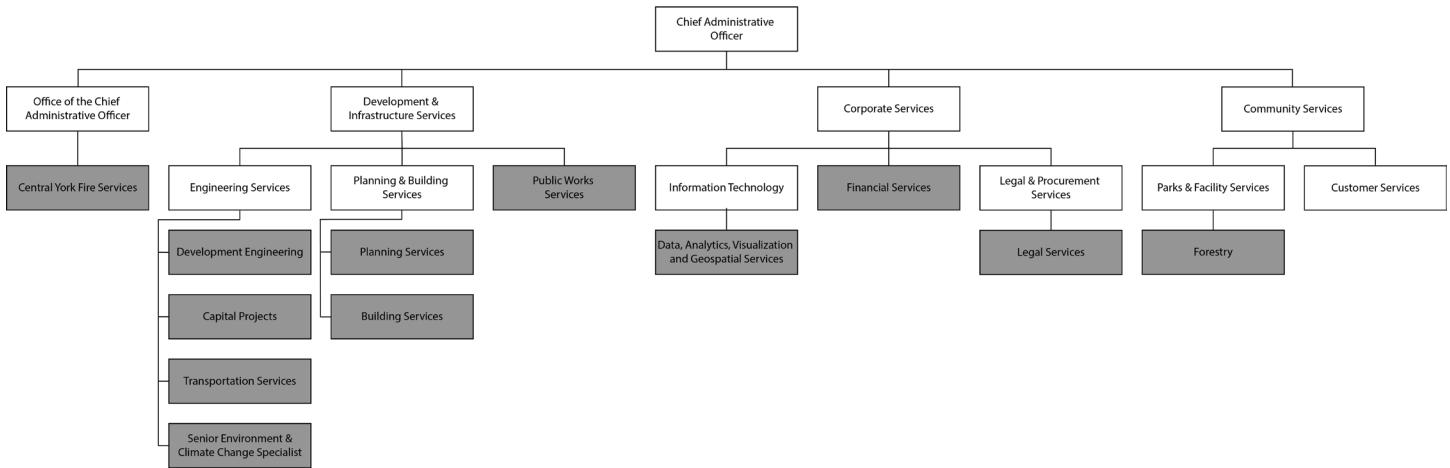 Chief Administrative
Officer
Office of the Chief
Administrative Officer
Development &
Infrastructure Services
Corporate Services
Community Services
Central York Fire Services
Engineering Services
Planning & Building
Services
Public Works
Services
Information Technology
Financial Services
Legal & Procurement
Services
Parks & Facility Services
Customer Services
Development Engineering
Planning Services
Data, Analytics, Visualization
and Geospatial Services
Legal Services
Forestry
Capital Projects
Building Services
Transportation Services
Senior Environment &
Climate Change Specialist